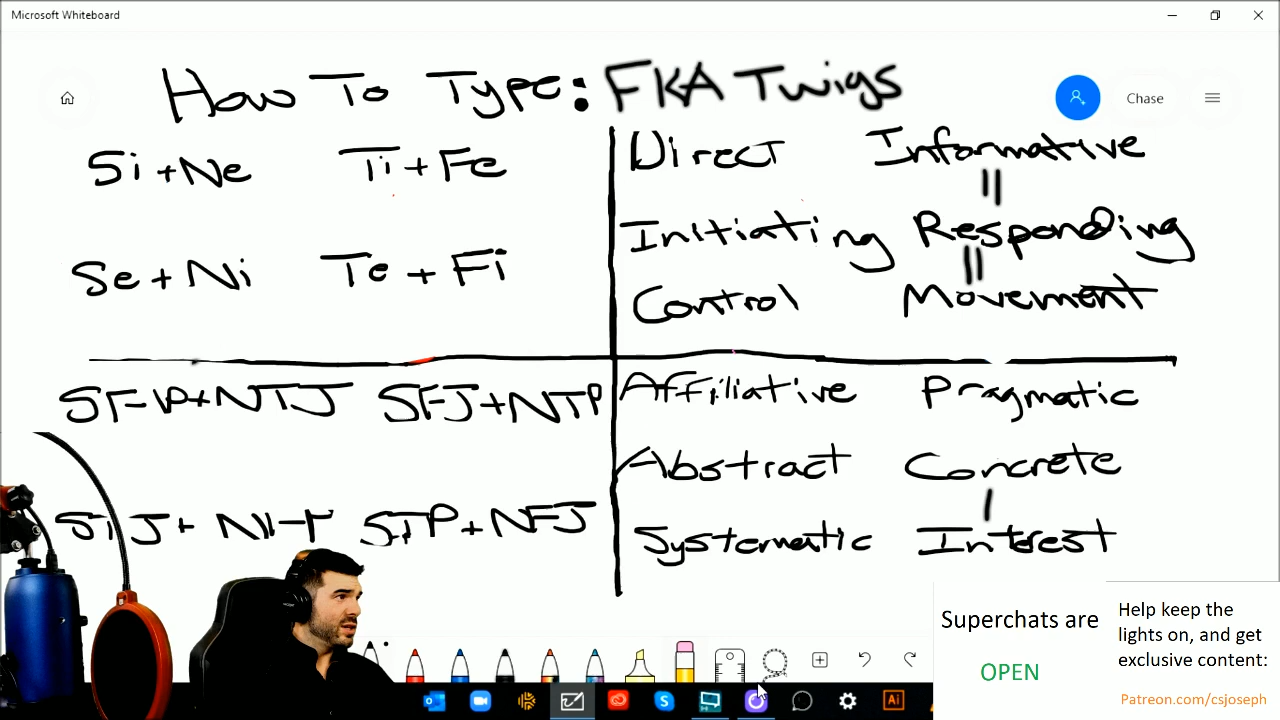 Microsoft Whiteboard
How To Type: FKA Twigs
Chase
Si + Ne Ti + Fe
Se + Ni Te + Fi
Direct Informative
Initiating Responding
Control Movement
SFP + NTJ SFJ + NTP
STJ + NFP STP + NFJ
Affiliative Pragmatic
Abstract Concrete
Systematic Interest
Superchats are
OPEN
Help keep the
lights on, and get
exclusive content:
Patreon.com/csjoseph
Ai